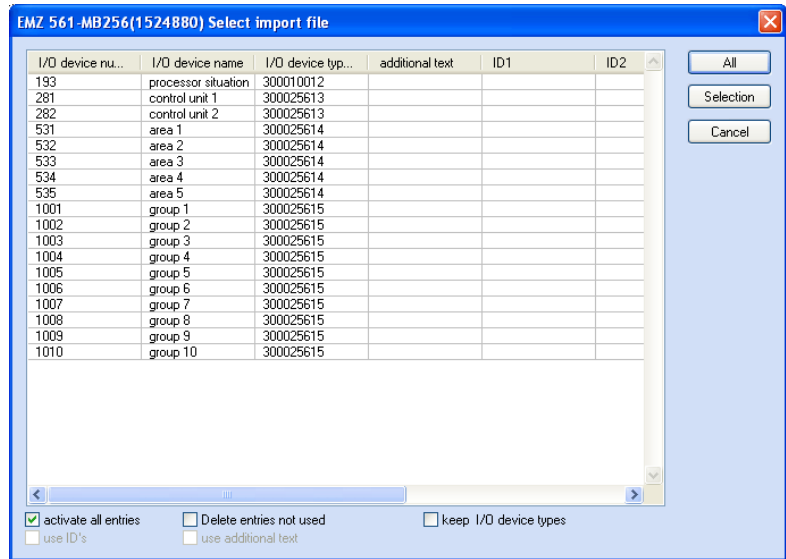 EMZ 561-MB256(1524880) Select import file
I/O device nu... I/O device name I/O device typ... additional text ID1 ID2 All
193 processor situation 300010012
281 control unit 1 300025613 Selection
282 control unit 2 300025613
531 area 1 300025614 Cancel
532 area 2 300025614
533 area 3 300025614
534 area 4 300025614
535 area 5 300025614
1001 group 1 300025615
1002 group 2 300025615
1003 group 3 300025615
1004 group 4 300025615
1005 group 5 300025615
1006 group 6 300025615
1007 group 7 300025615
1008 group 8 300025615
1009 group 9 300025615
1010 group 10 300025615
activate all entries Delete entries not used keep I/O device types
use ID's use additional text